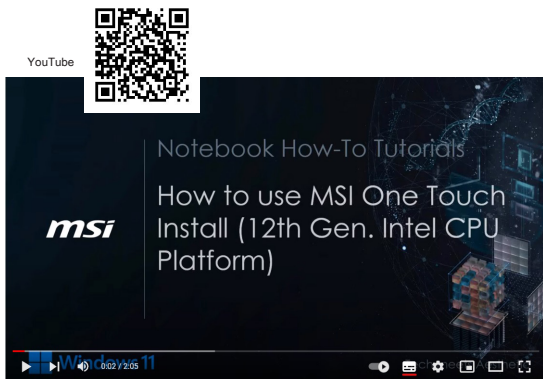 YouTube
Notebook How-To Tutorials
How to use MSI One Touch
Install (12th Gen. Intel CPU
Platform)
msi
Windows 11
0:02 / 2:05